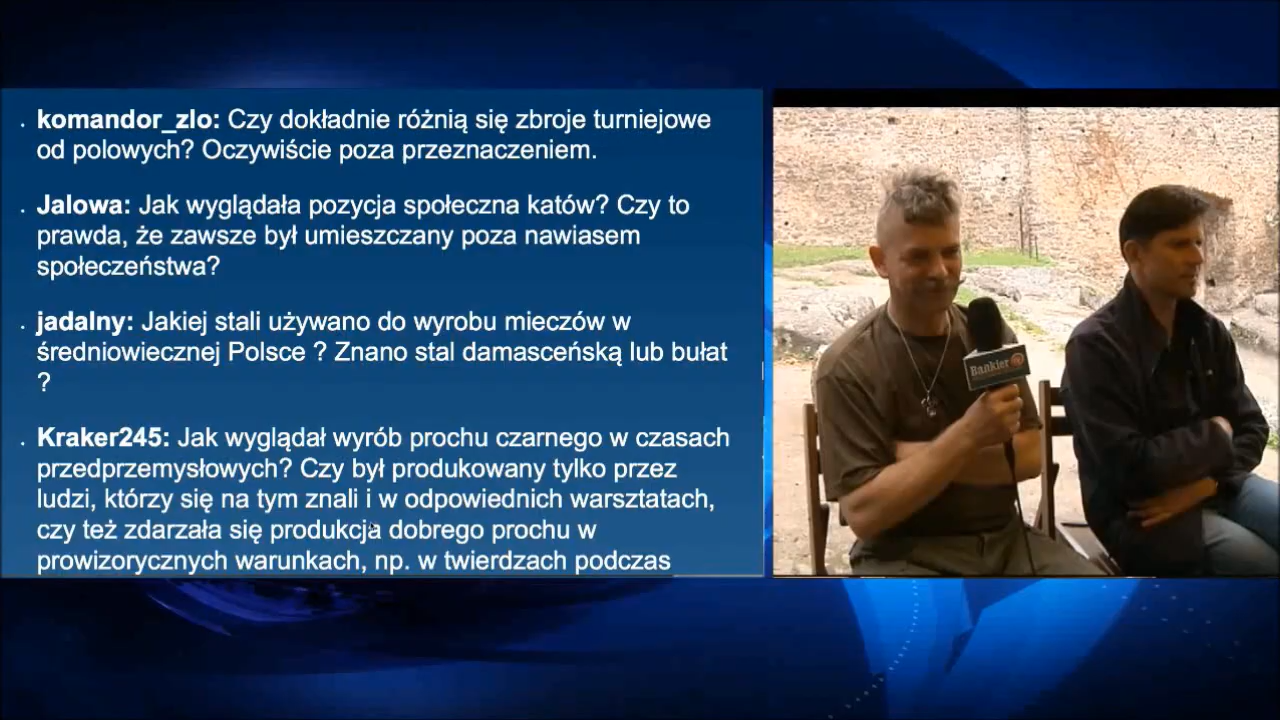 komandor_zlo: Czy dokładnie różnią się zbroje turniejowe
od polowych? Oczywiście poza przeznaczeniem.
Jalowa: Jak wyglądała pozycja społeczna katów? Czy to
prawda, że zawsze był umieszczany poza nawiasem
społeczeństwa?
jadalny: Jakiej stali używano do wyrobu mieczów w
średniowiecznej Polsce ? Znano stal damasceńską lub bułat
?
Kraker245: Jak wyglądał wyrób prochu czarnego w czasach
przedprzemysłowych? Czy był produkowany tylko przez
ludzi, którzy się na tym znali i w odpowiednich warsztatach,
czy też zdarzała się produkcja dobrego prochu w
prowizorycznych warunkach, np. w twierdzach podczas
Bankier